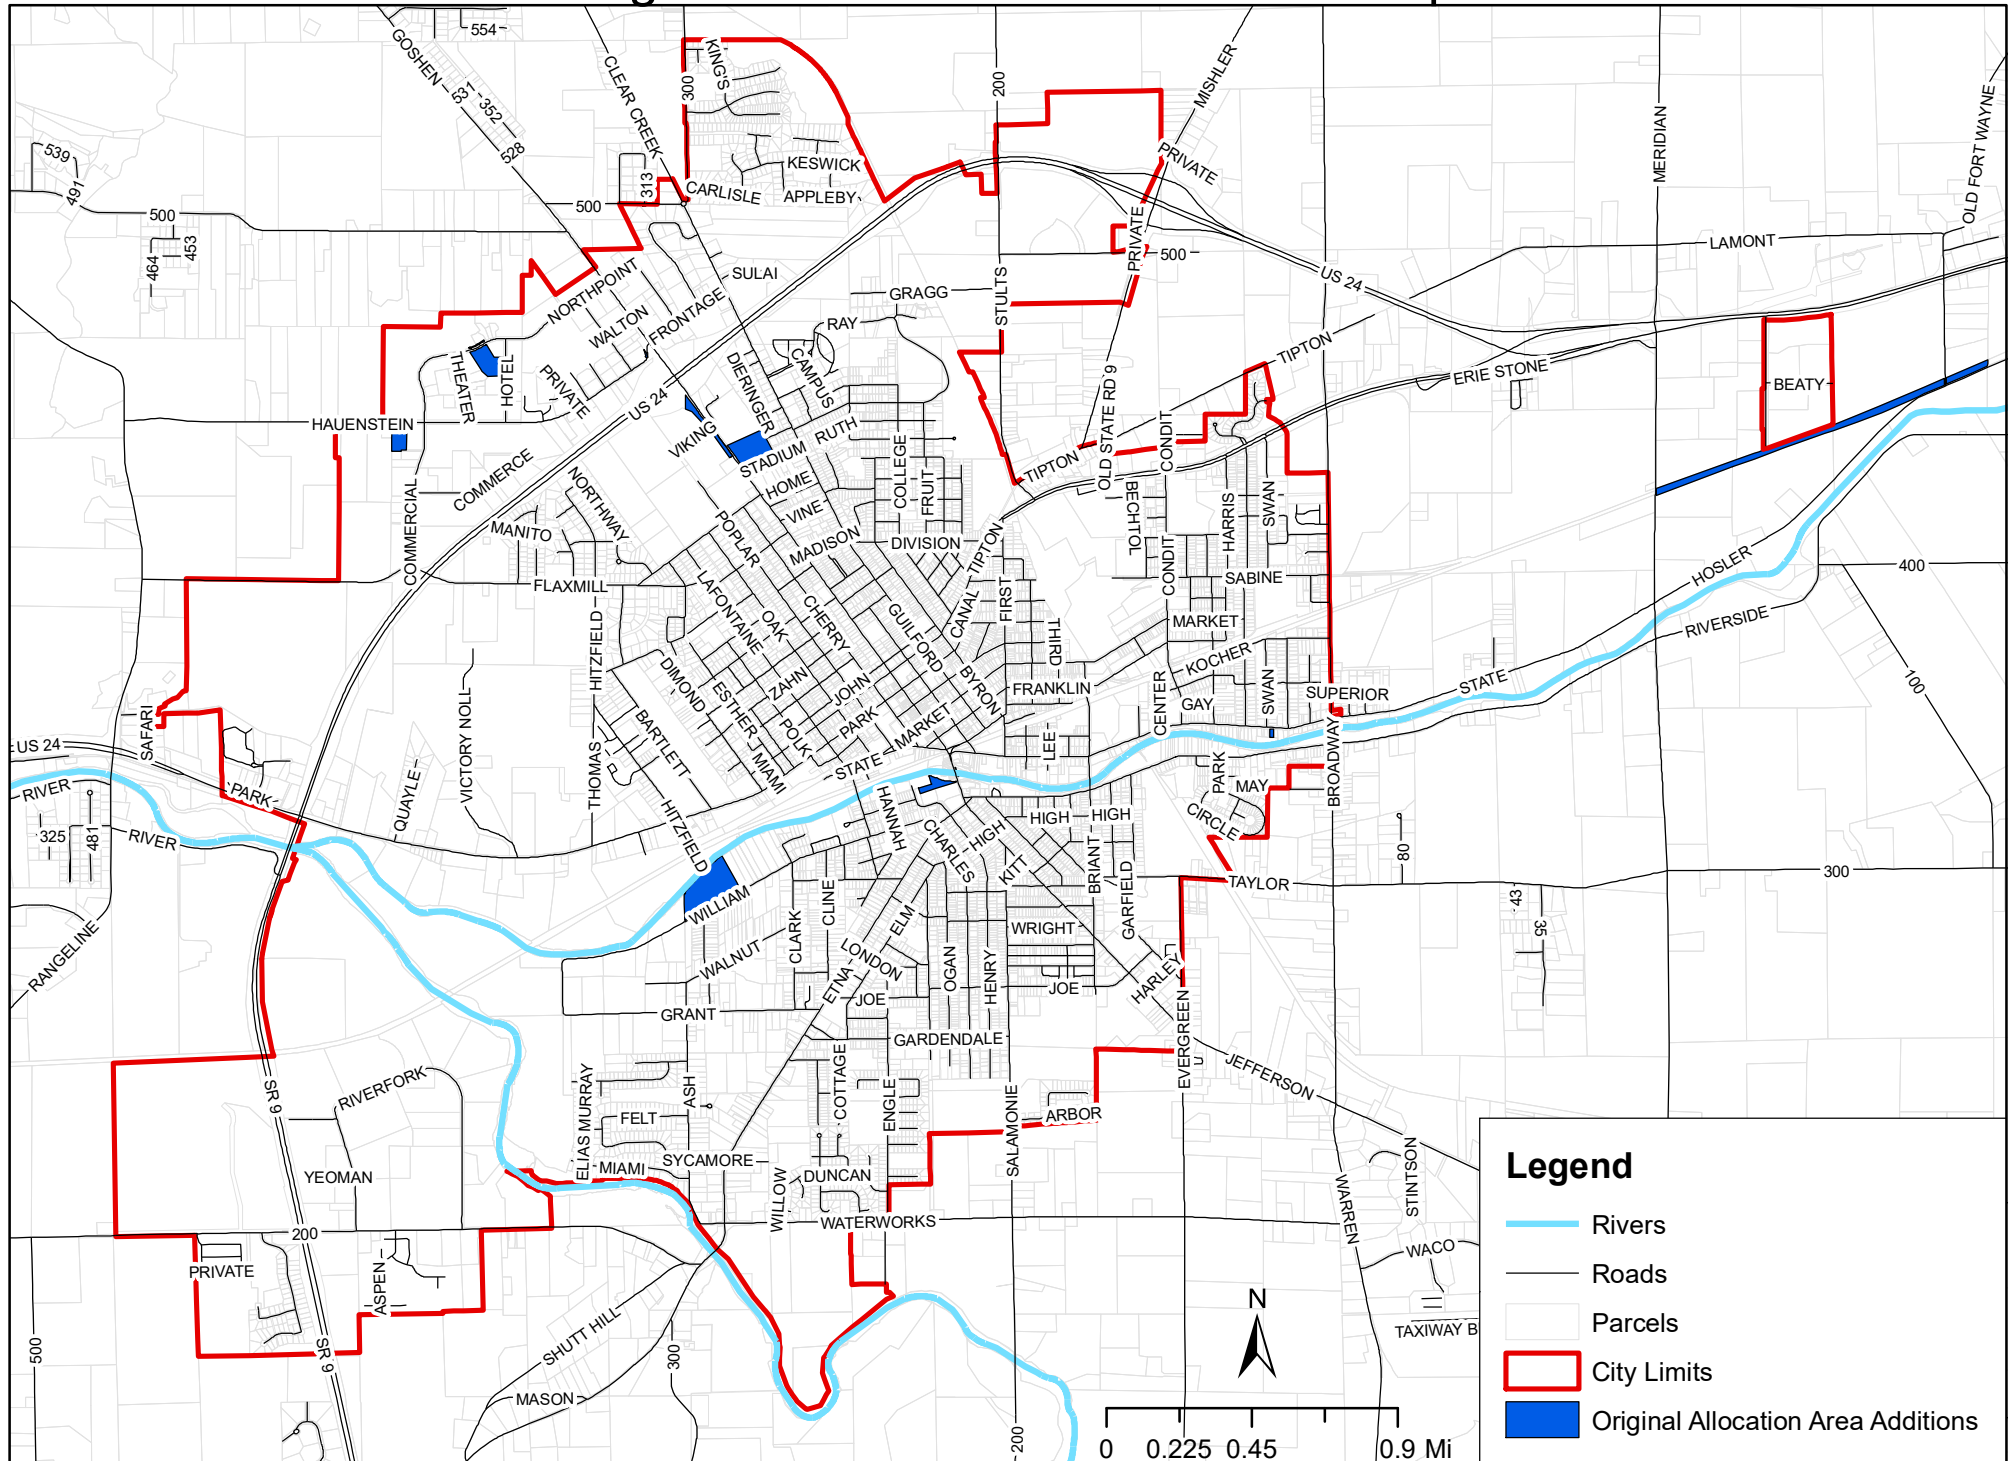 554
GOSHEN
531
352
528
CLEAR CREEK
300
KING'S
200
MISHLER
MERIDIAN
OLD FORT WAYNE
539
491
500
464
453
500
313
CARLISLE
KESWICK
APPLEBY
PRIVATE
PRIVATE
500
LAMONT
US 24
NORTHPOINT
WALTON
FRONTAGE
SULAI
GRAGG
STULTS
RAY
THEATER
HOTEL
PRIVATE
US 24
DIERINGER
CAMPUS
TIPTON
OLD STATE RD 9
ERIE STONE
BEATY
HAUENSTEIN
VIKING
STADIUM
RUTH
COLLEGE
FRUIT
TIPTON
CONDIT
COMMERCIAL
COMMERCE
NORTHWAY
HOME
VINE
MADISON
DIVISION
BECHTOL
HARRIS
SWAN
MANITO
POPLAR
CANAL
TIPTON
FLAXMILL
LAFONTAINE
OAK
CHERRY
GUILFORD
FIRST
CONDIT
SABINE
HOSLER
400
HITZFIELD
THIRD
MARKET
RIVERSIDE
DIMOND
ESTHER
ZAHN
JOHN
BYRON
FRANKLIN
KOCHER
SAFARI
VICTORY NOLL
BARTLETT
MIAMI
POLK
PARK
MARKET
STATE
CENTER
GAY
SWAN
SUPERIOR
STATE
100
US 24
THOMAS
LEE
BROADWAY
RIVER
PARK
QUAYLE
HITZFIELD
HANNAH
PARK
MAY
CIRCLE
325
481
RIVER
CHARLES
HIGH
HIGH
HIGH
KITT
BRIANT
GARFIELD
80
TAYLOR
300
WILLIAM
CLARK
CLINE
ELM
WRIGHT
43
35
RANGELINE
WALNUT
LONDON
ETNA
OGAN
HENRY
JOE
JOE
HARLEY
GRANT
GARDENDALE
EVERGREEN
SR 9
RIVERFORK
ELIAS MURRAY
ASH
COTTAGE
ENGLE
SALAMONIE
ARBOR
JEFFERSON
FELT
YEOMAN
MIAMI
SYCAMORE
WILLOW
DUNCAN
WARREN
STINTSON
200
WATERWORKS
PRIVATE
ASPEN
WACO
500
SR 9
SHUTT HILL
300
MASON
200
TAXIWAY B
N
0 0.225 0.45 0.9 Mi
Legend
Rivers
Roads
Parcels
City Limits
Original Allocation Area Additions